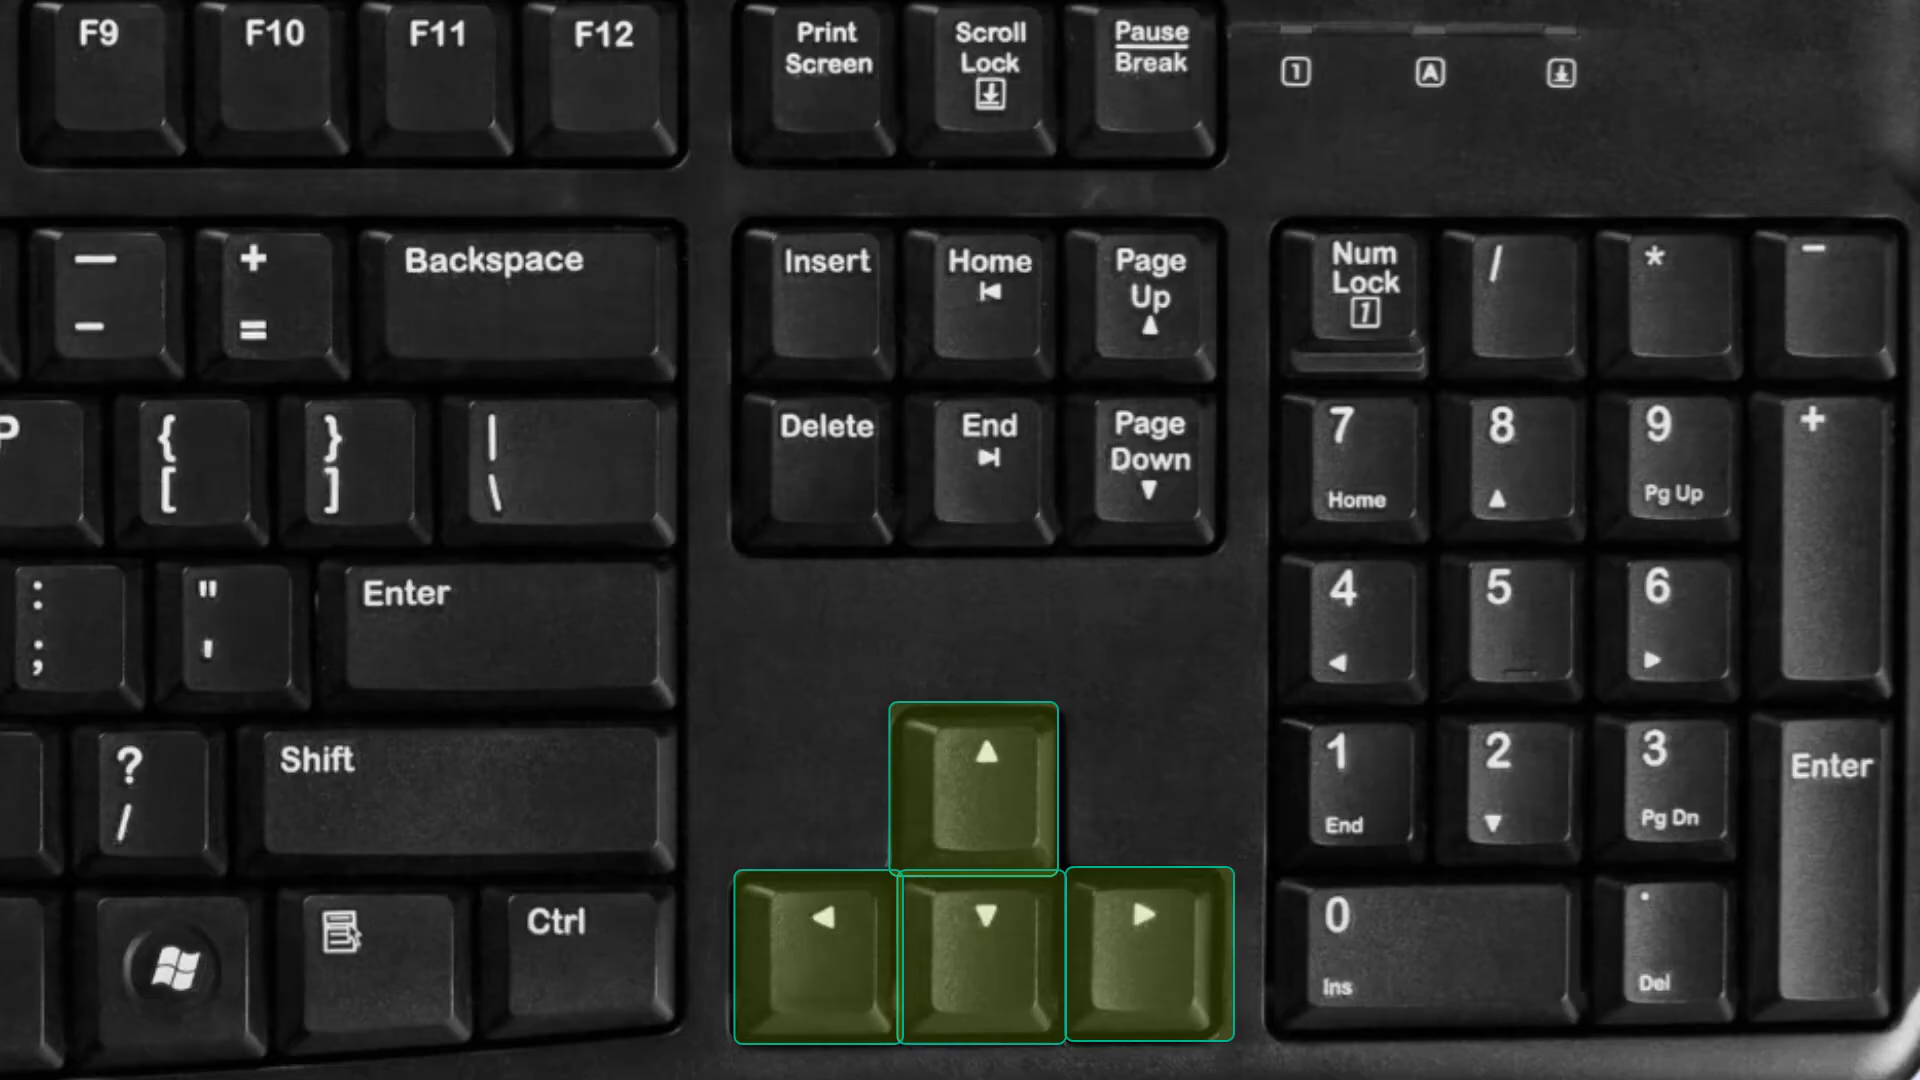 F9 F10 F11 F12 Print Screen Scroll Lock Pause Break
1 A
— - + = Backspace Insert Home Page Up Num Lock 1 / * -
P { [ } ] | \ Delete End Page Down 7 Home 8 9 Pg Up +
: ; " ' Enter 4 5 6
? / Shift 1 End 2 3 Pg Dn Enter
Ctrl 0 Ins . Del